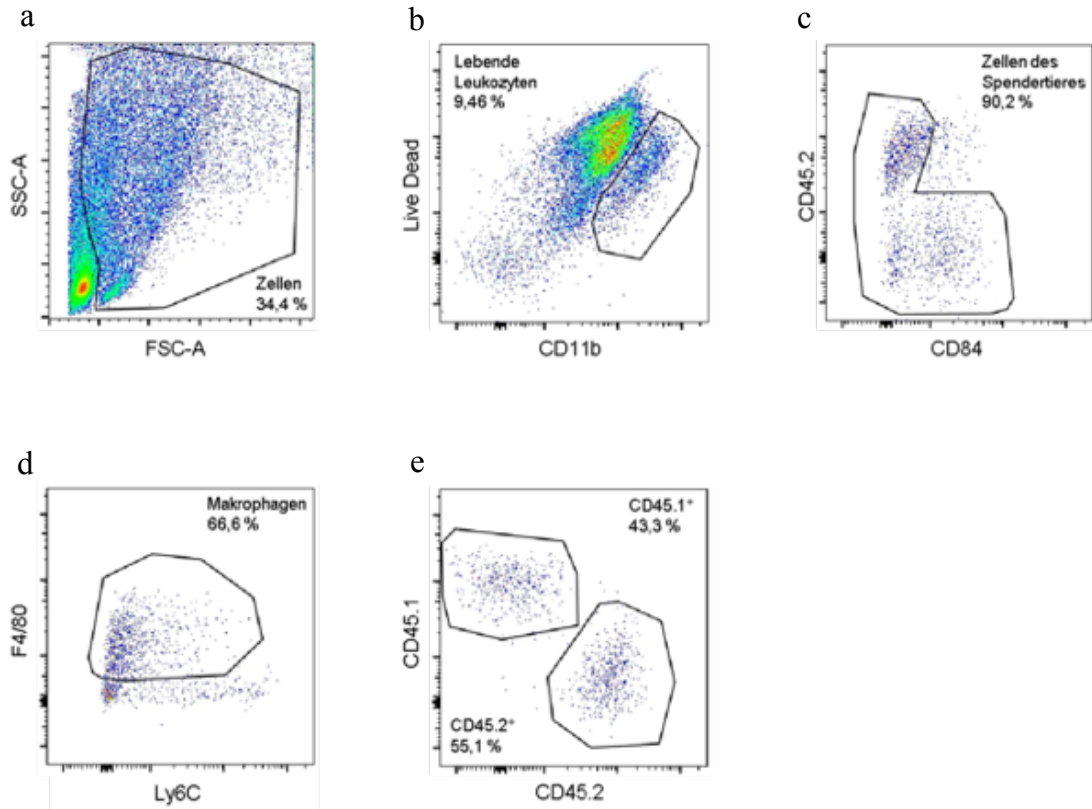 a
SSC-A
Zellen
34,4 %
FSC-A
b
Lebende
Leukozyten
9,46 %
Live Dead
CD11b
c
Zellen des
Spendertieres
90,2 %
CD45.2
CD84
d
Makrophagen
66,6 %
F4/80
Ly6C
e
CD45.1⁺
43,3 %
CD45.1
CD45.2⁺
55,1 %
CD45.2